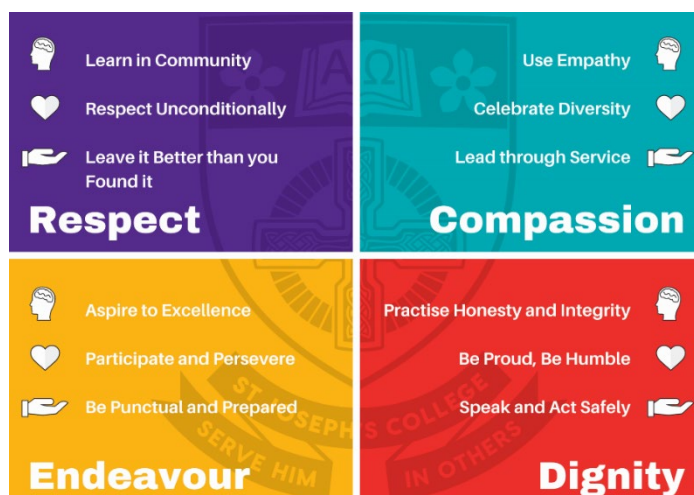 Learn in Community
Respect Unconditionally
Leave it Better than you
Found it
Respect
Use Empathy
Celebrate Diversity
Lead through Service
Compassion
Aspire to Excellence
Participate and Persevere
Be Punctual and Prepared
Endeavour
Practise Honesty and Integrity
Be Proud, Be Humble
Speak and Act Safely
Dignity
ΑΩ
ST JOSEPH'S COLLEGE
SERVE HIM IN OTHERS